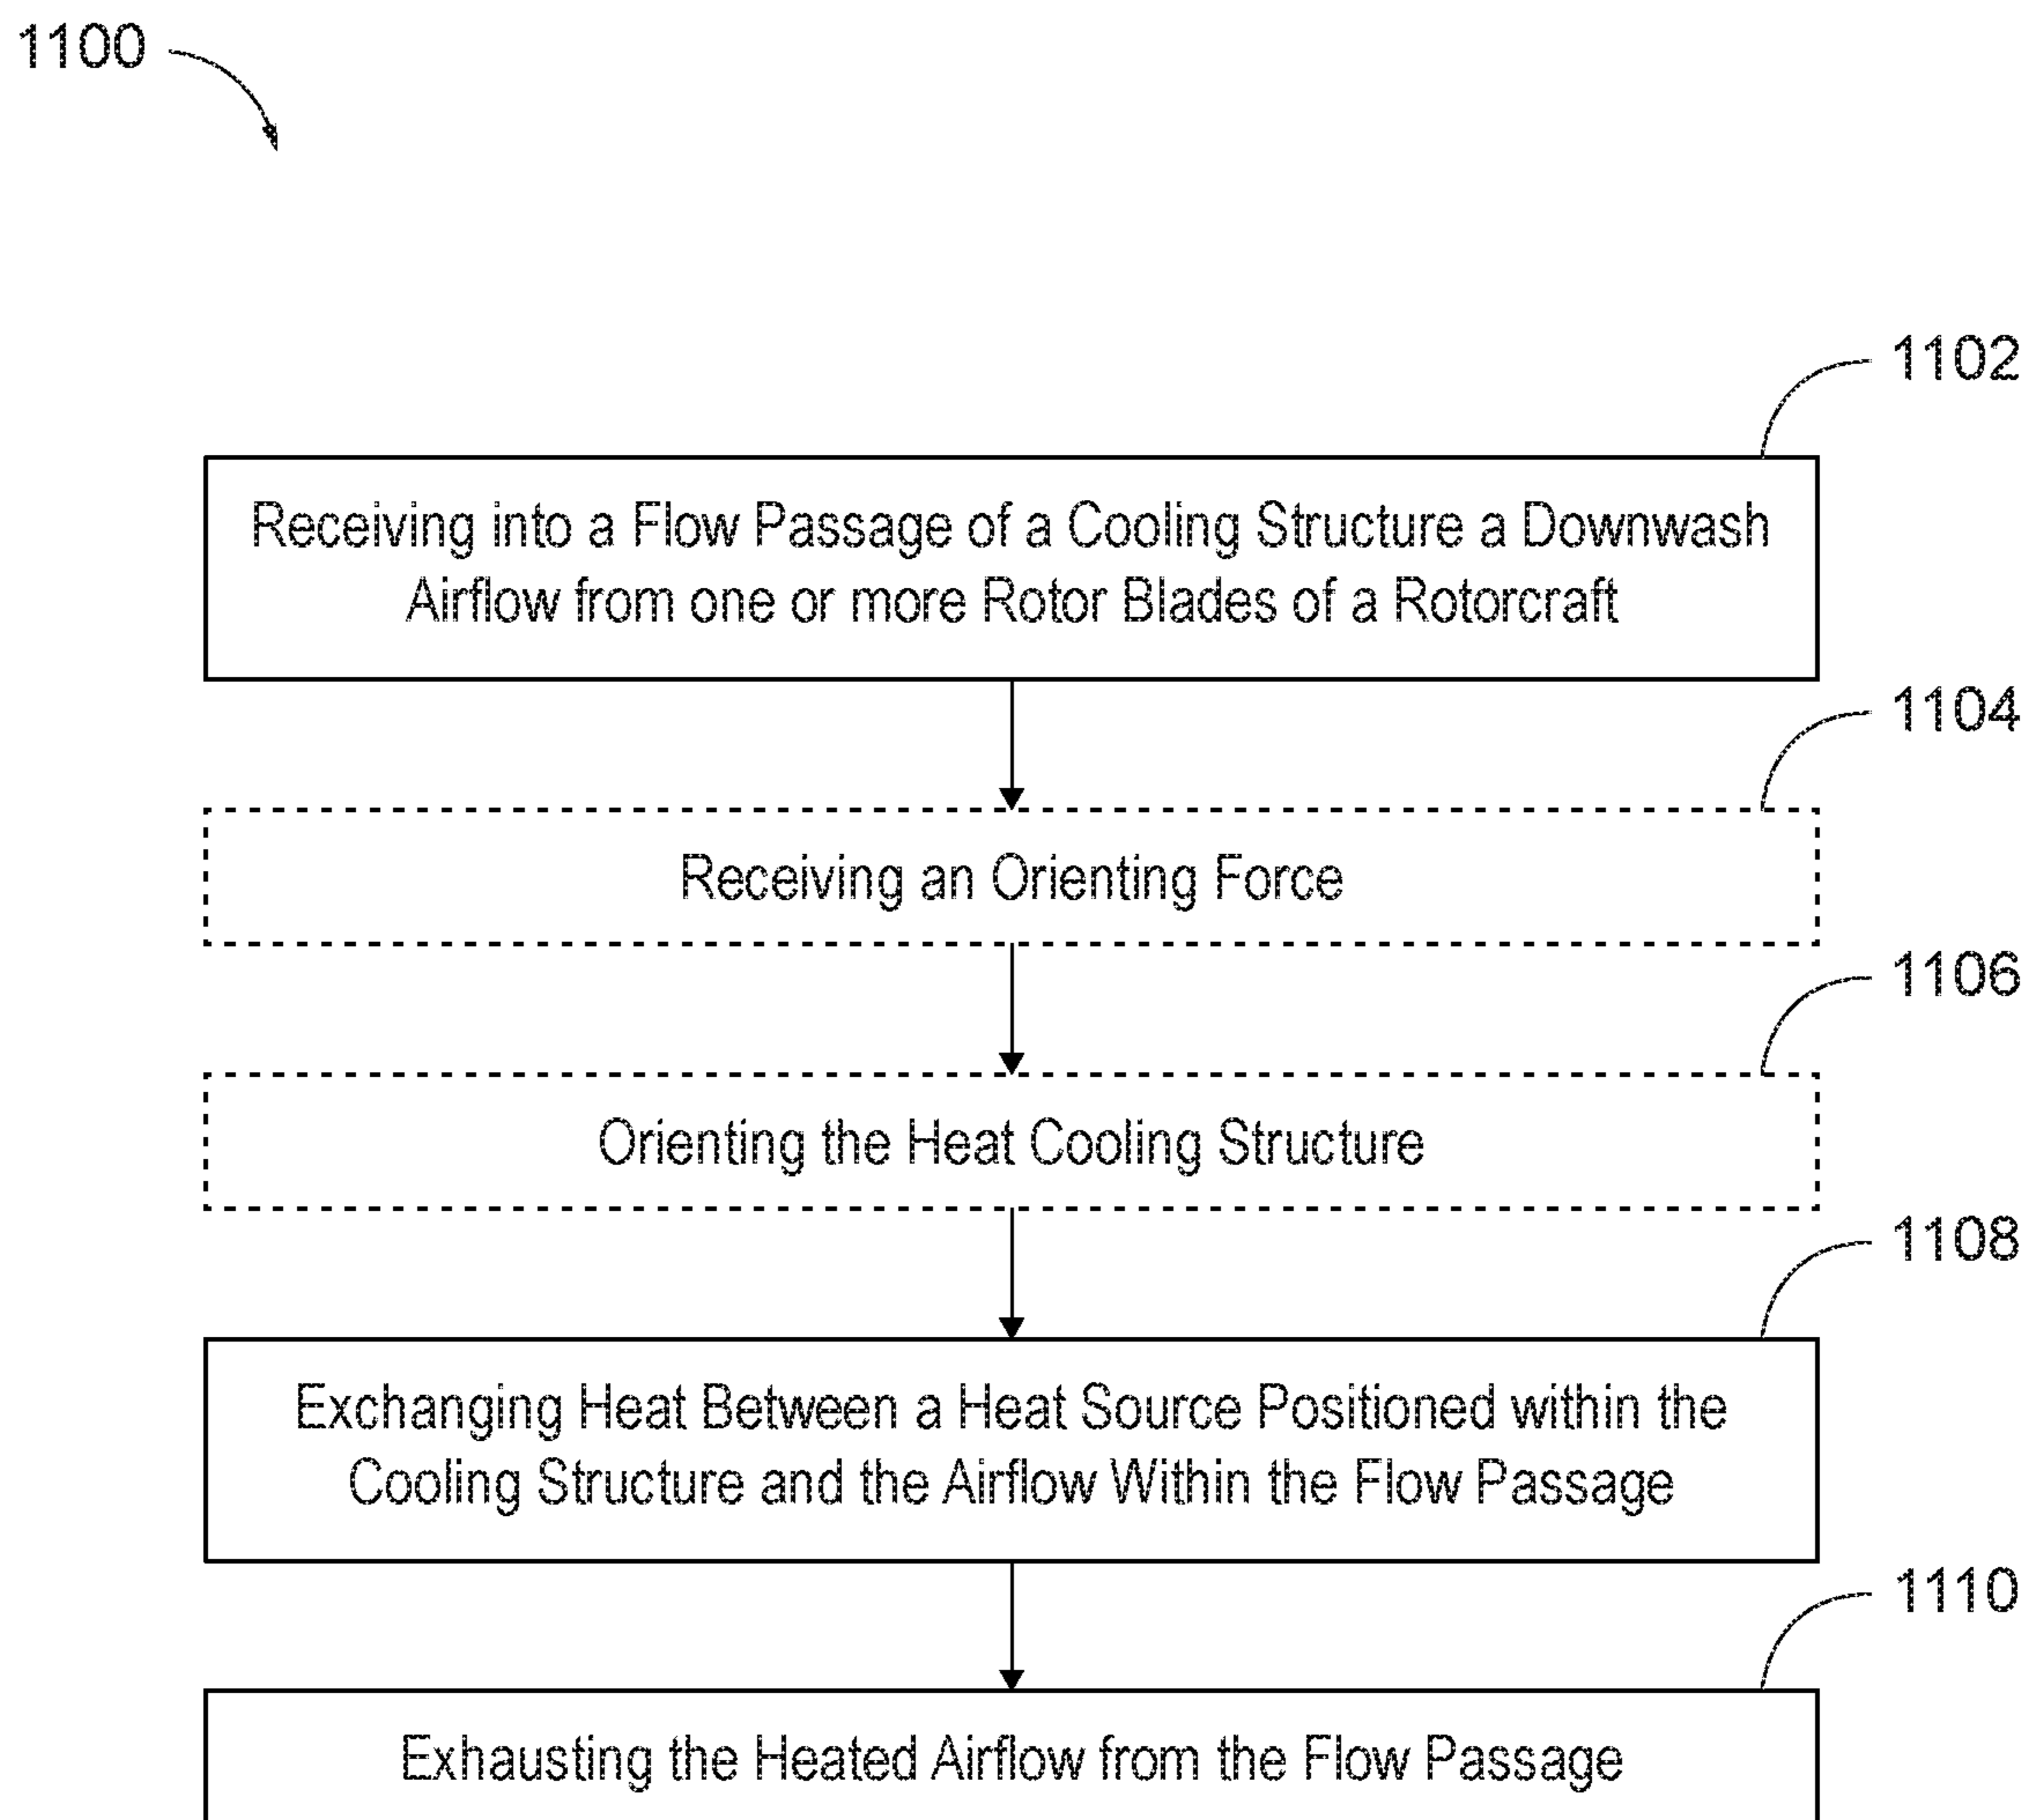 1100
1102
Receiving into a Flow Passage of a Cooling Structure a Downwash
Airflow from one or more Rotor Blades of a Rotorcraft
1104
Receiving an Orienting Force
1106
Orienting the Heat Cooling Structure
1108
Exchanging Heat Between a Heat Source Positioned within the
Cooling Structure and the Airflow Within the Flow Passage
1110
Exhausting the Heated Airflow from the Flow Passage